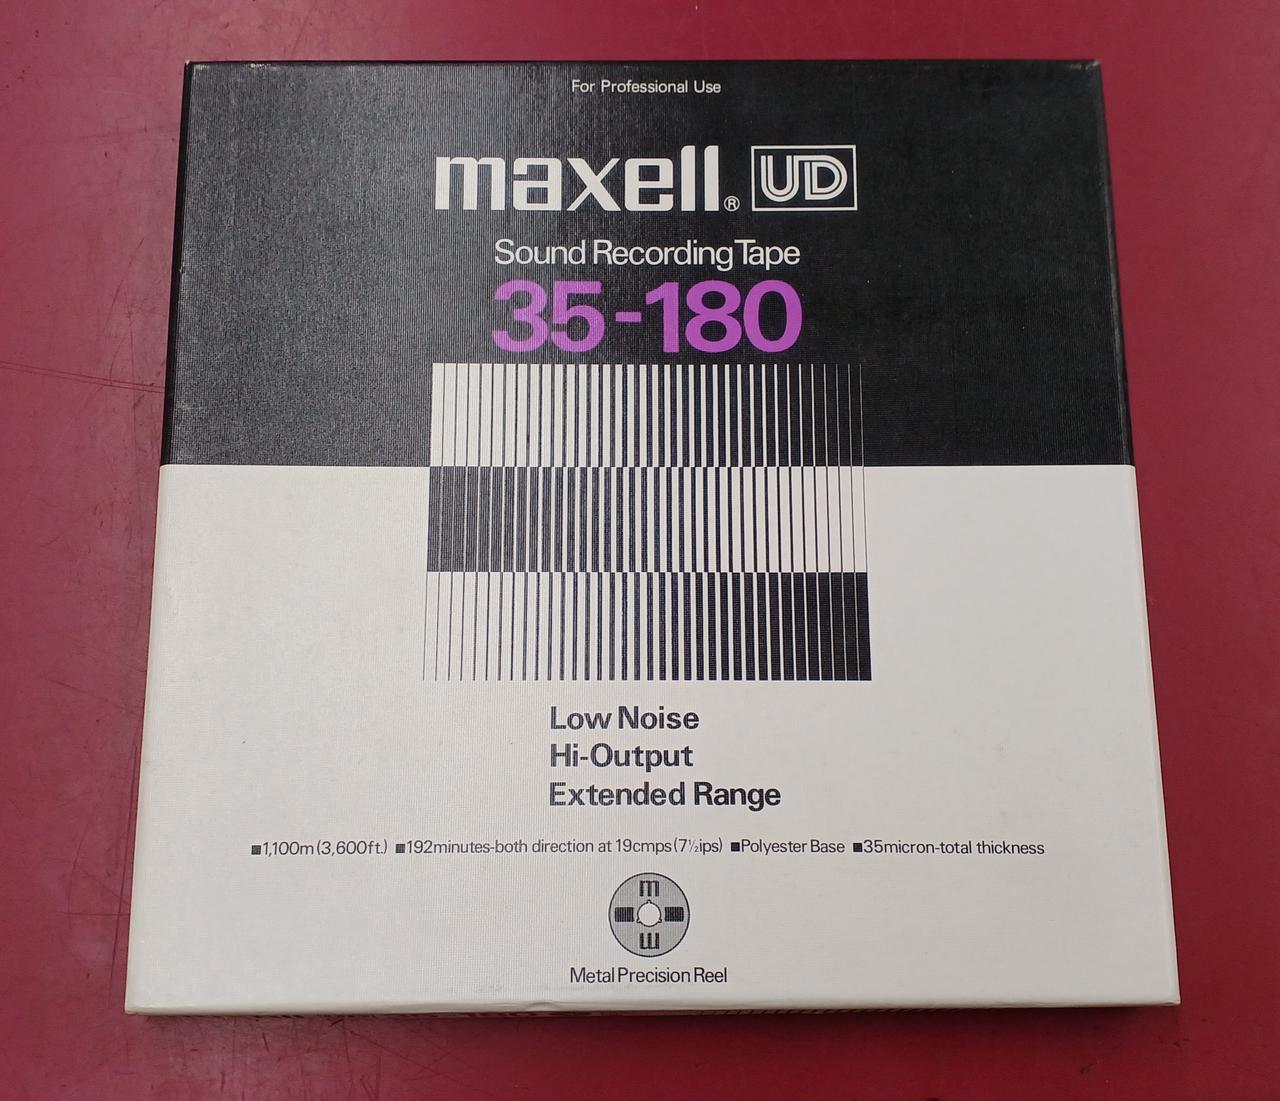 For Professional Use
maxell® UD
Sound Recording Tape
35-180
Low Noise
Hi-Output
Extended Range
■1,100m (3,600ft.) ■192minutes-both direction at 19cmps (7½ips) ■Polyester Base ■35micron-total thickness
m
m
Metal Precision Reel